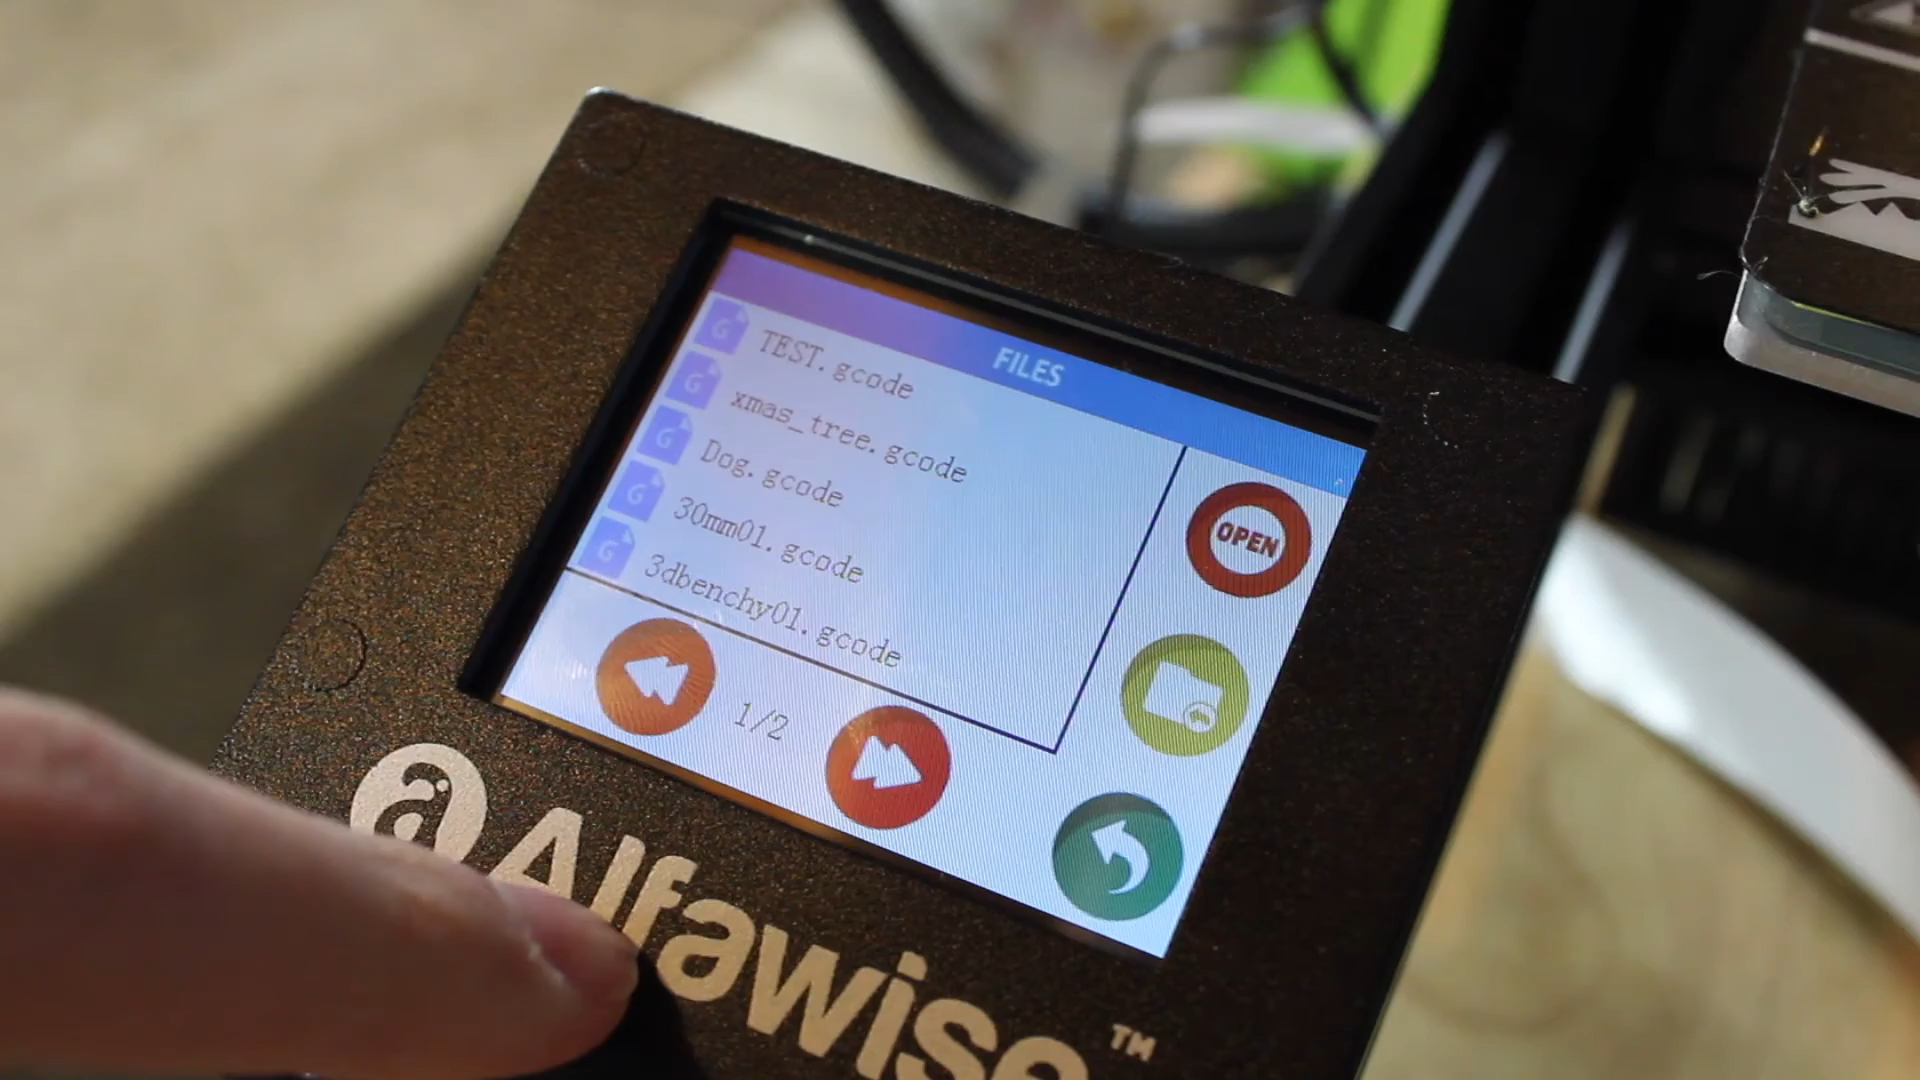 FILES
TEST.gcode
xmas_tree.gcode
Dog.gcode
30mm01.gcode
3dbenchy01.gcode
OPEN
1/2
a Alfawise™